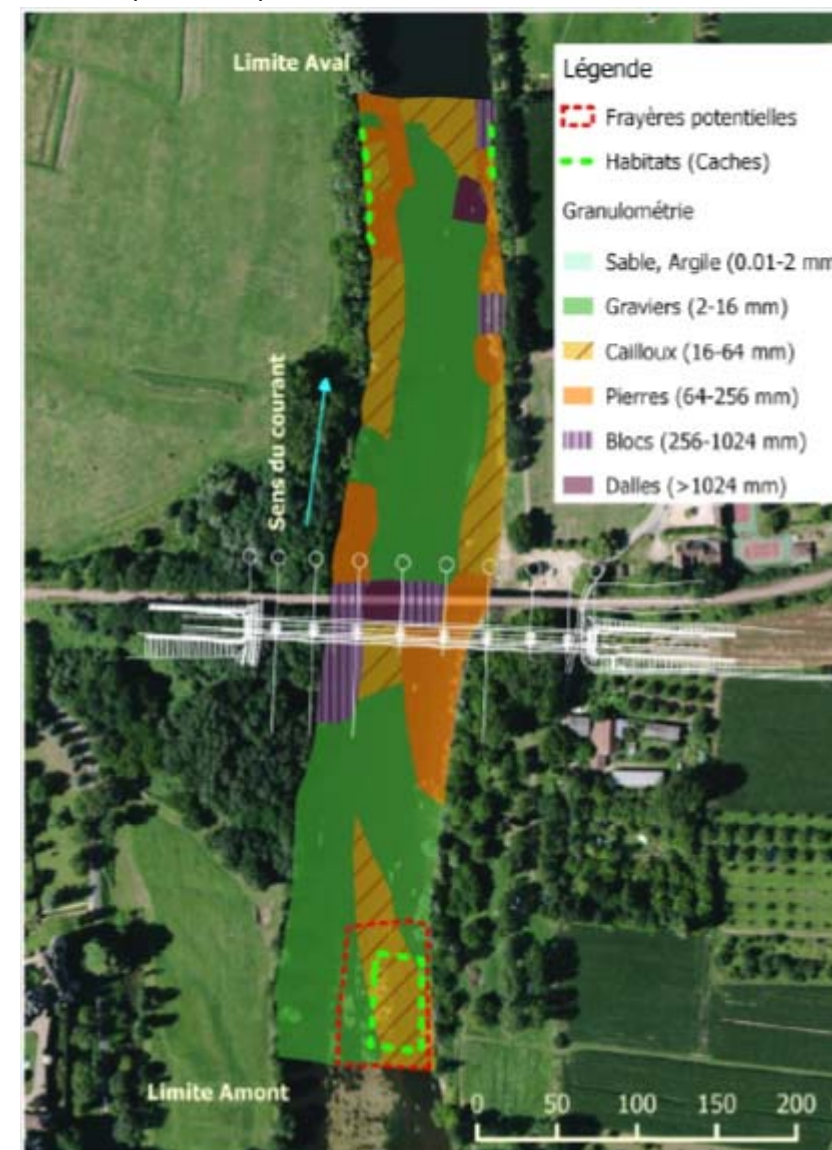 Limite Aval
Légende
Frayères potentielles
Habitats (Caches)
Granulométrie
Sable, Argile (0.01-2 mm
Graviers (2-16 mm)
Cailloux (16-64 mm)
Pierres (64-256 mm)
Blocs (256-1024 mm)
Dalles (>1024 mm)
Sens du courant
Limite Amont
0 50 100 150 200